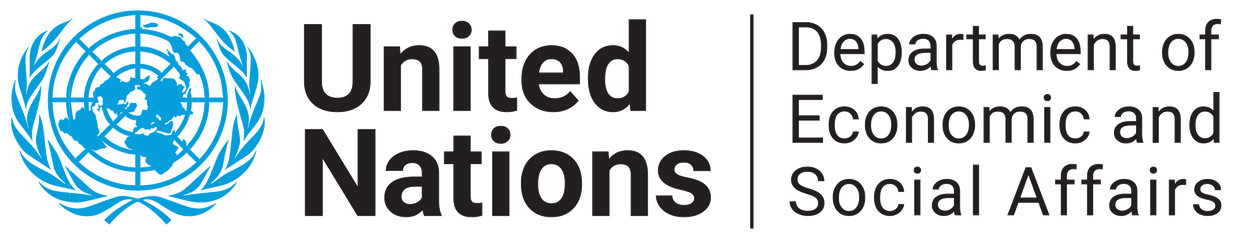 United
Nations
Department of
Economic and
Social Affairs